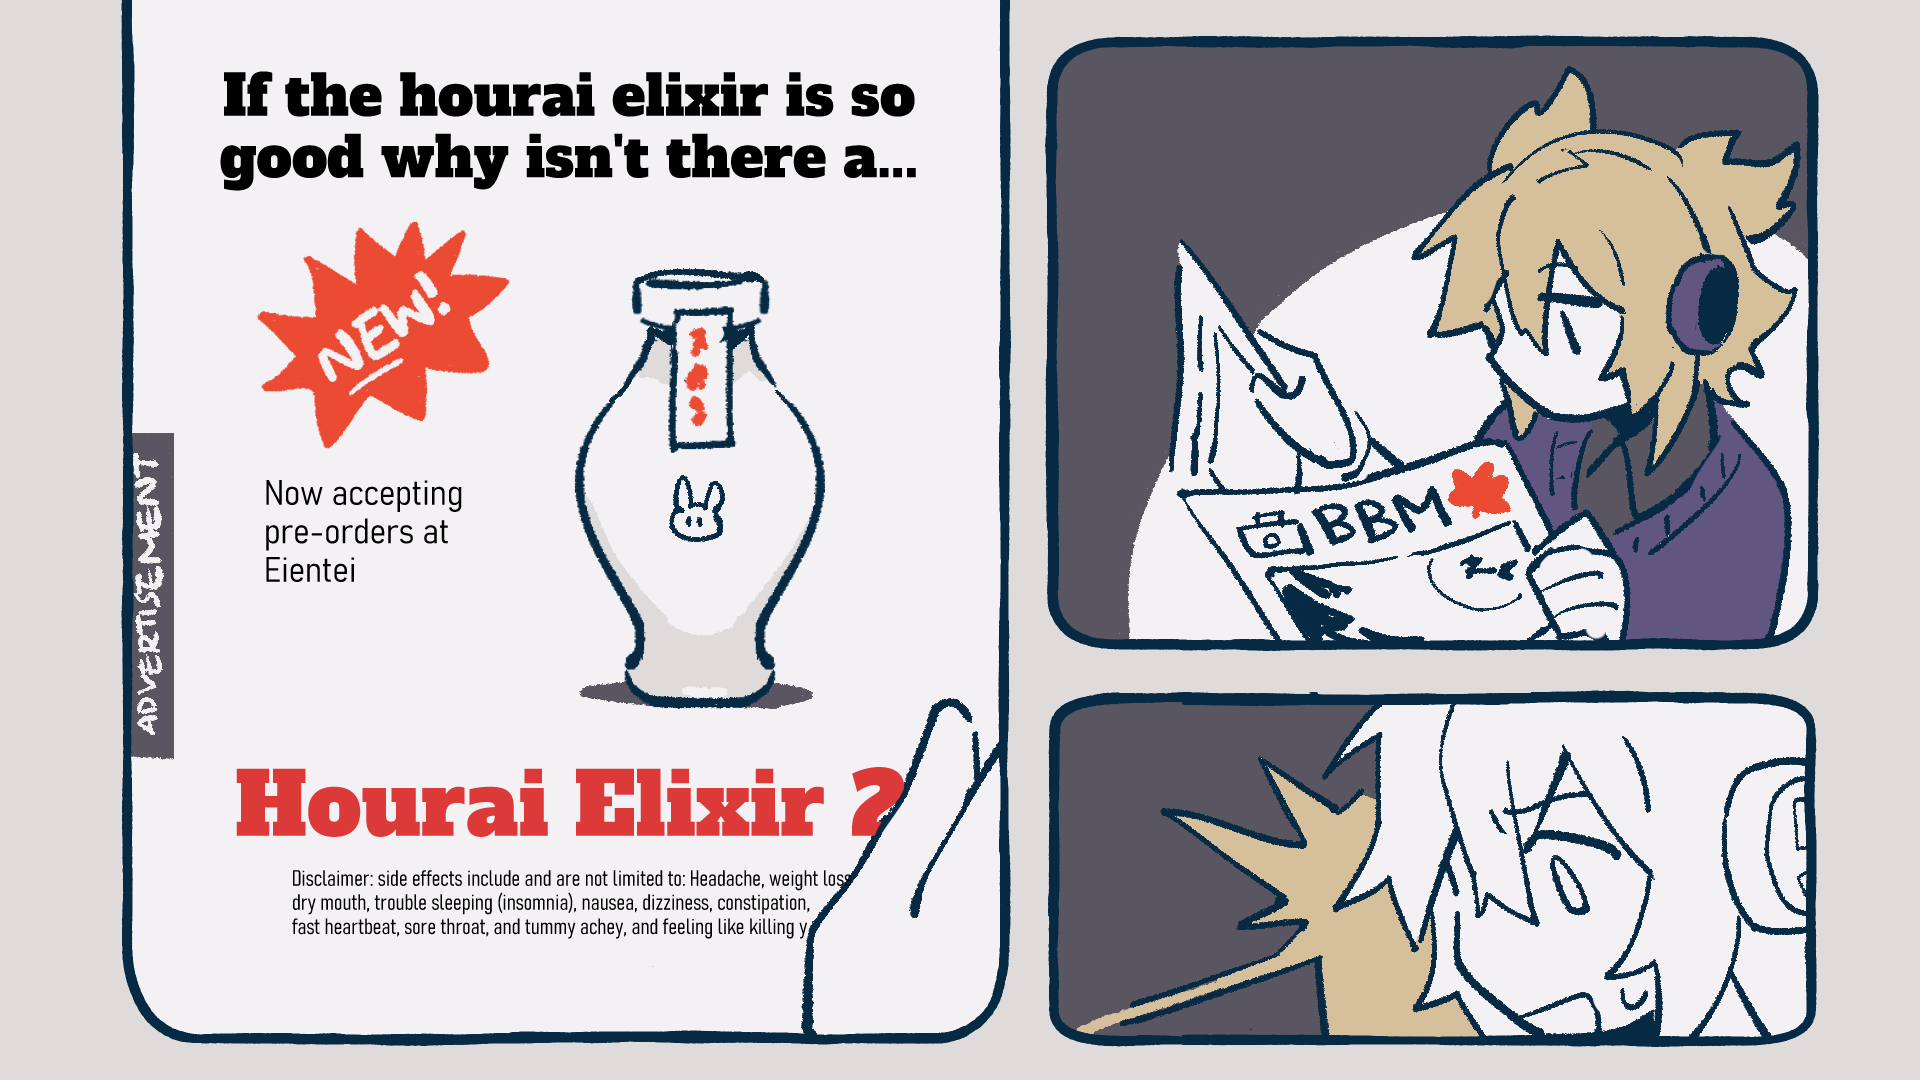 If the hourai elixir is so
good why isn't there a...
NEW!
Now accepting
pre-orders at
Eientei
ADVERTISEMENT
Hourai Elixir 2
Disclaimer: side effects include and are not limited to: Headache, weight loss
dry mouth, trouble sleeping (insomnia), nausea, dizziness, constipation,
fast heartbeat, sore throat, and tummy achey, and feeling like killing y
BBM